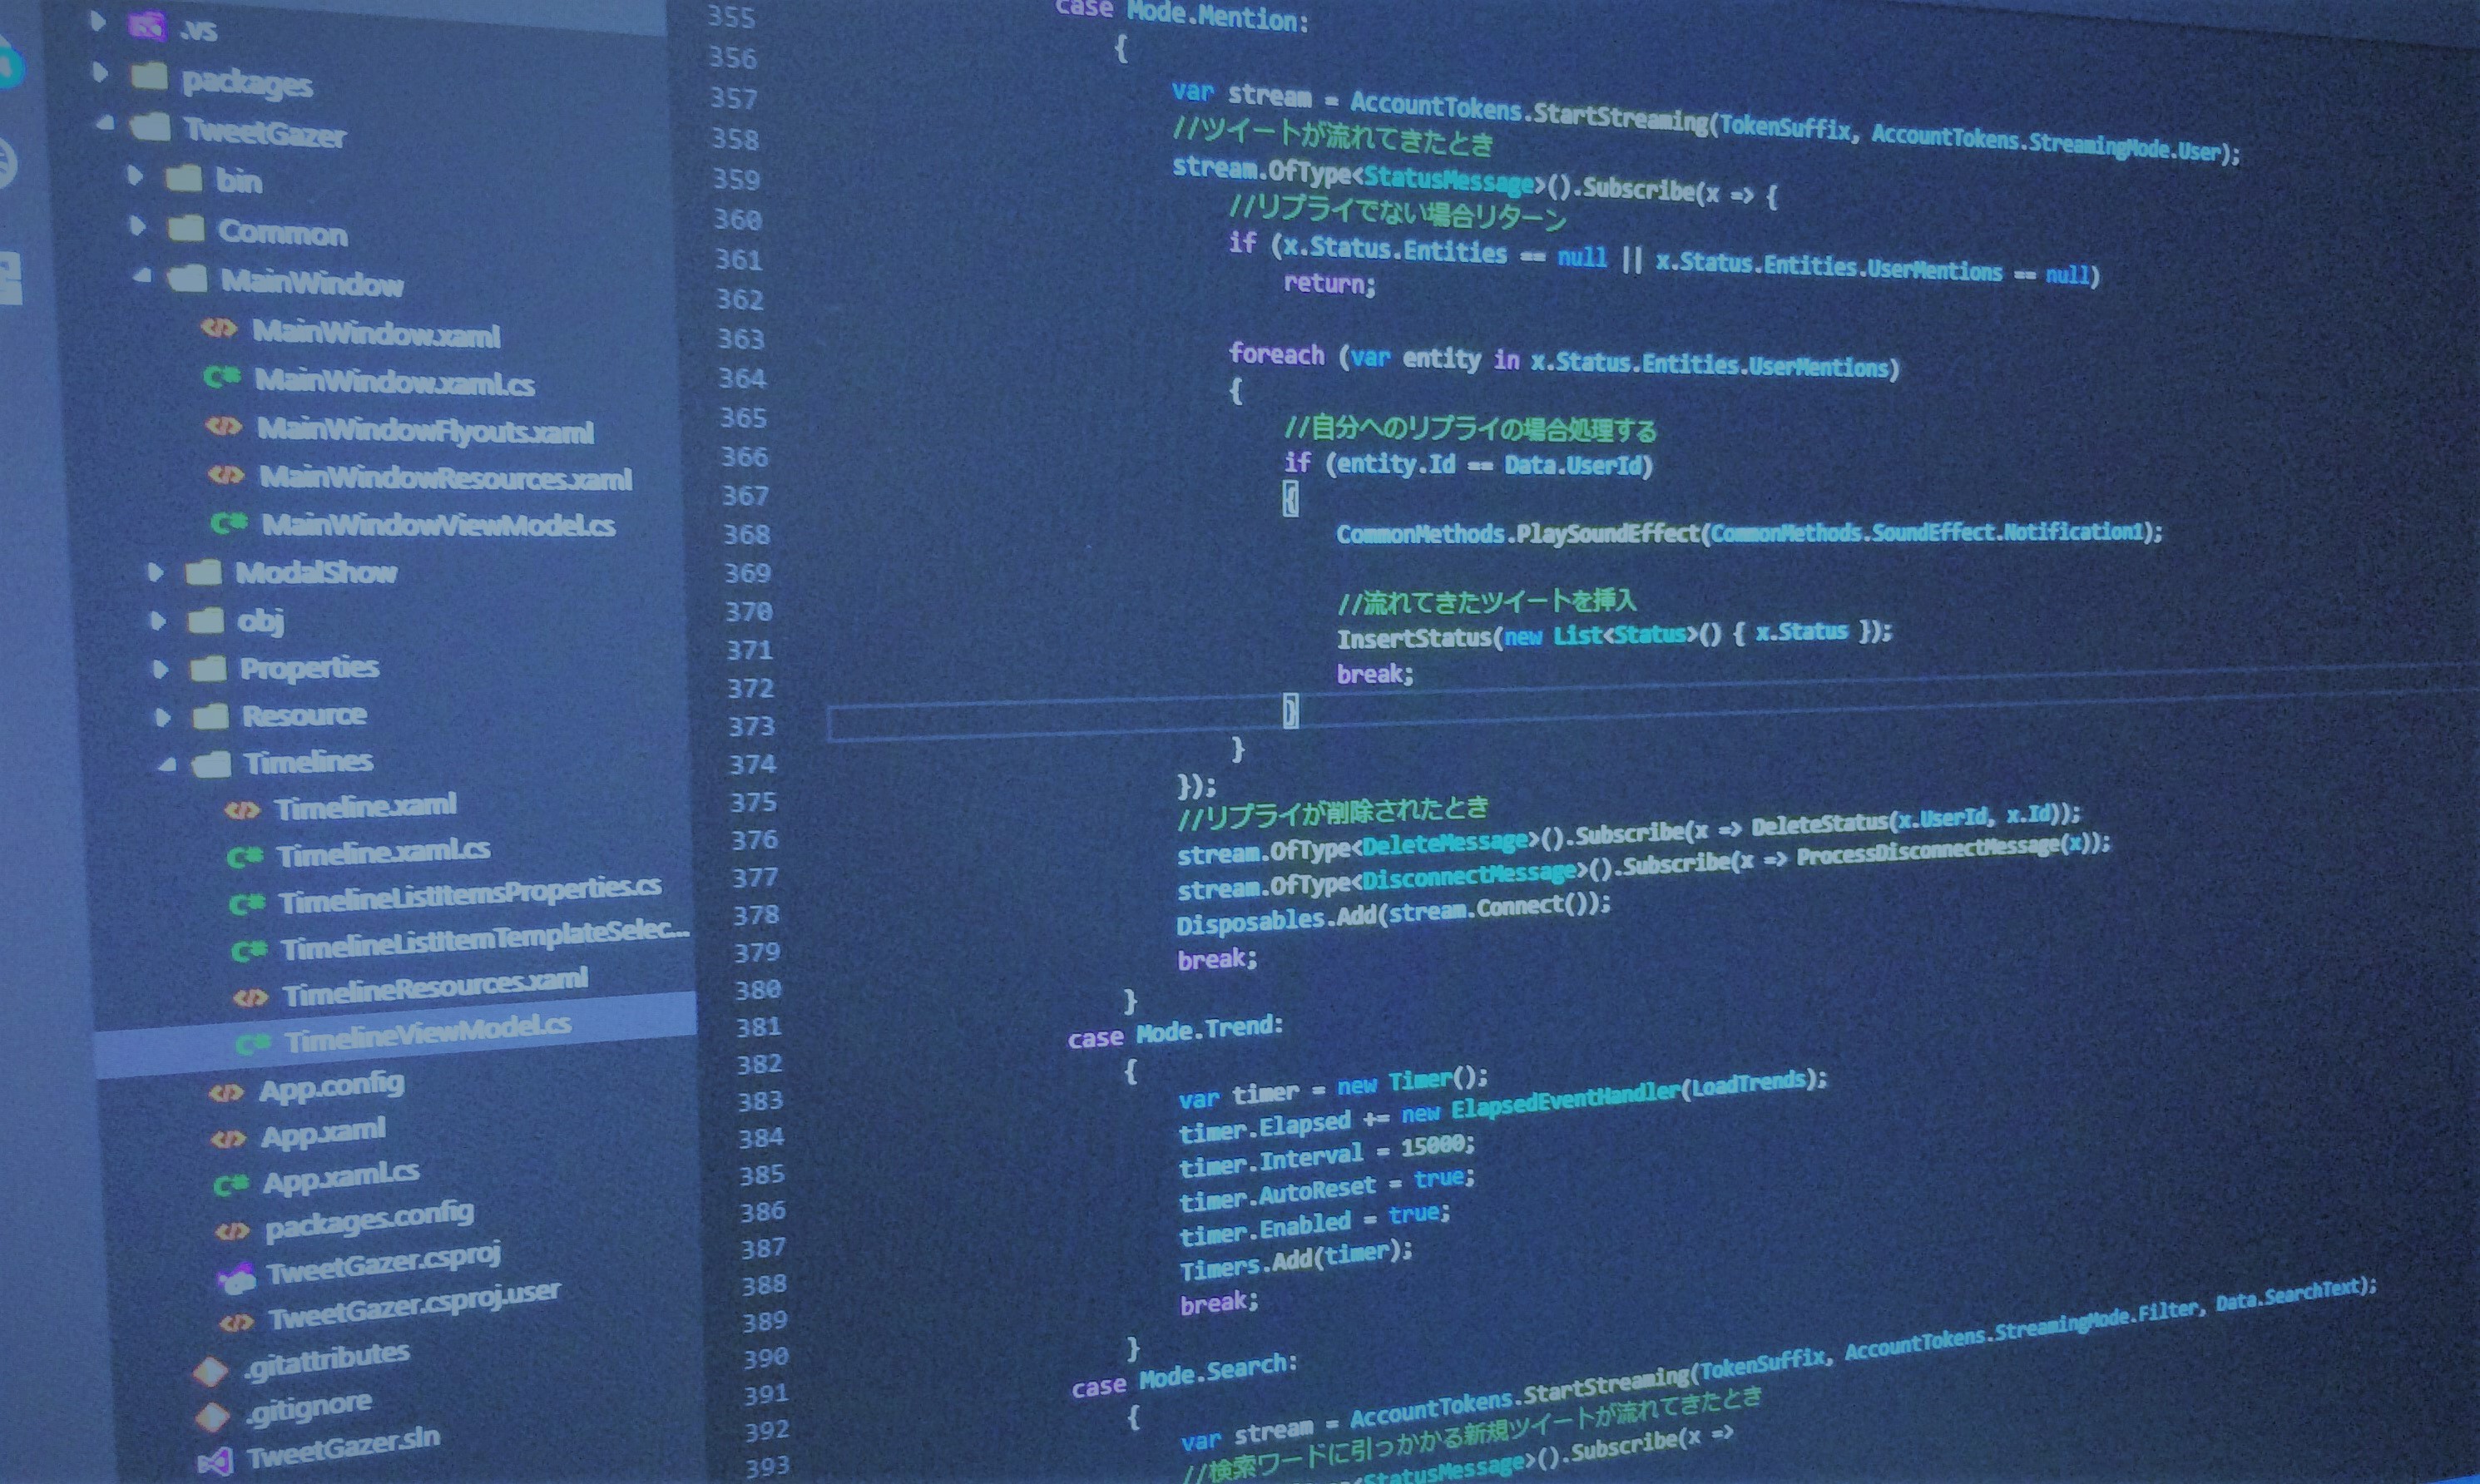 .vs
packages
TweetGazer
bin
Common
MainWindow
MainWindow.xaml
MainWindow.xaml.cs
MainWindowFlyouts.xaml
MainWindowResources.xaml
MainWindowViewModel.cs
ModalShow
obj
Properties
Resource
Timelines
Timeline.xaml
Timeline.xaml.cs
TimelineListItemsProperties.cs
TimelineListItemTemplateSelec...
TimelineResources.xaml
TimelineViewModel.cs
App.config
App.xaml
App.xaml.cs
packages.config
TweetGazer.csproj
TweetGazer.csproj.user
.gitattributes
.gitignore
TweetGazer.sln
355 case Mode.Mention:
356 {
357 var stream = AccountTokens.StartStreaming(TokenSuffix, AccountTokens.StreamingMode.User);
358 //ツイートが流れてきたとき
359 stream.OfType<StatusMessage>().Subscribe(x => {
360 //リプライでない場合リターン
361 if (x.Status.Entities == null || x.Status.Entities.UserMentions == null)
362 return;
363
364 foreach (var entity in x.Status.Entities.UserMentions)
365 {
366 //自分へのリプライの場合処理する
367 if (entity.Id == Data.UserId)
368 {
369 CommonMethods.PlaySoundEffect(CommonMethods.SoundEffect.Notification1);
370
371 //流れてきたツイートを挿入
372 InsertStatus(new List<Status>() { x.Status });
373 break;
374 }
375 }
376 });
377 //リプライが削除されたとき
378 stream.OfType<DeleteMessage>().Subscribe(x => DeleteStatus(x.UserId, x.Id));
379 stream.OfType<DisconnectMessage>().Subscribe(x => ProcessDisconnectMessage(x));
380 Disposables.Add(stream.Connect());
381 break;
382 }
383 case Mode.Trend:
384 {
385 var timer = new Timer();
386 timer.Elapsed += new ElapsedEventHandler(LoadTrends);
387 timer.Interval = 15000;
388 timer.AutoReset = true;
389 timer.Enabled = true;
390 Timers.Add(timer);
391 break;
392 }
393 case Mode.Search:
{
var stream = AccountTokens.StartStreaming(TokenSuffix, AccountTokens.StreamingMode.Filter, Data.SearchText);
//検索ワードに引っかかる新規ツイートが流れてきたとき
<StatusMessage>().Subscribe(x =>